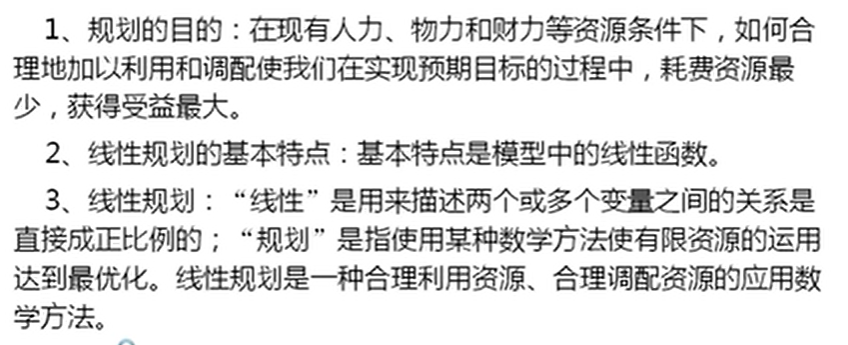 1、规划的目的：在现有人力、物力和财力等资源条件下，如何合
理地加以利用和调配使我们在实现预期目标的过程中，耗费资源最
少，获得受益最大。
2、线性规划的基本特点：基本特点是模型中的线性函数。
3、线性规划：“线性”是用来描述两个或多个变量之间的关系是
直接成正比例的；“规划”是指使用某种数学方法使有限资源的运用
达到最优化。线性规划是一种合理利用资源、合理调配资源的应用数
学方法。